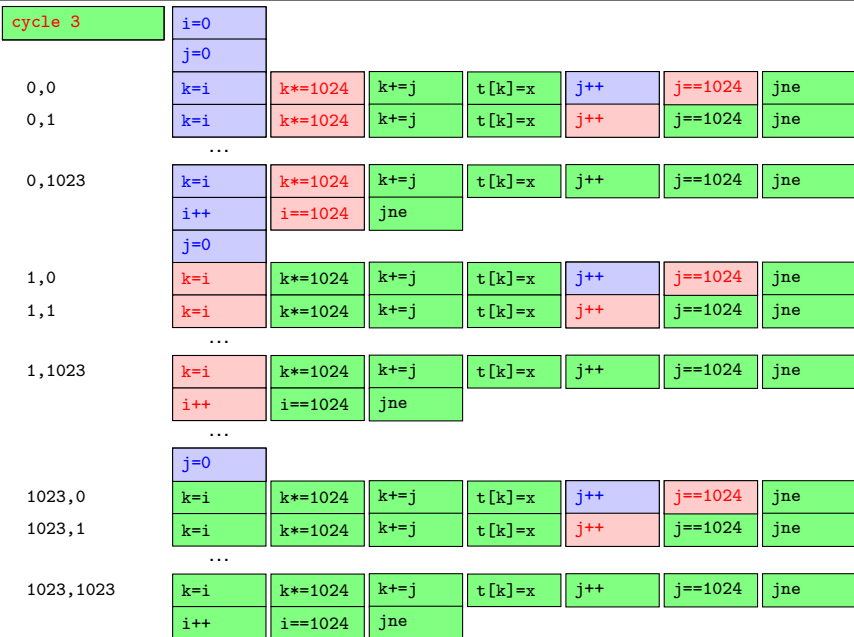 cycle 3 i=0
j=0
0,0 k=i k*=1024 k+=j t[k]=x j++ j==1024 jne
0,1 k=i k*=1024 k+=j t[k]=x j++ j==1024 jne
...
0,1023 k=i k*=1024 k+=j t[k]=x j++ j==1024 jne
i++ i==1024 jne
j=0
1,0 k=i k*=1024 k+=j t[k]=x j++ j==1024 jne
1,1 k=i k*=1024 k+=j t[k]=x j++ j==1024 jne
...
1,1023 k=i k*=1024 k+=j t[k]=x j++ j==1024 jne
i++ i==1024 jne
...
j=0
1023,0 k=i k*=1024 k+=j t[k]=x j++ j==1024 jne
1023,1 k=i k*=1024 k+=j t[k]=x j++ j==1024 jne
...
1023,1023 k=i k*=1024 k+=j t[k]=x j++ j==1024 jne
i++ i==1024 jne